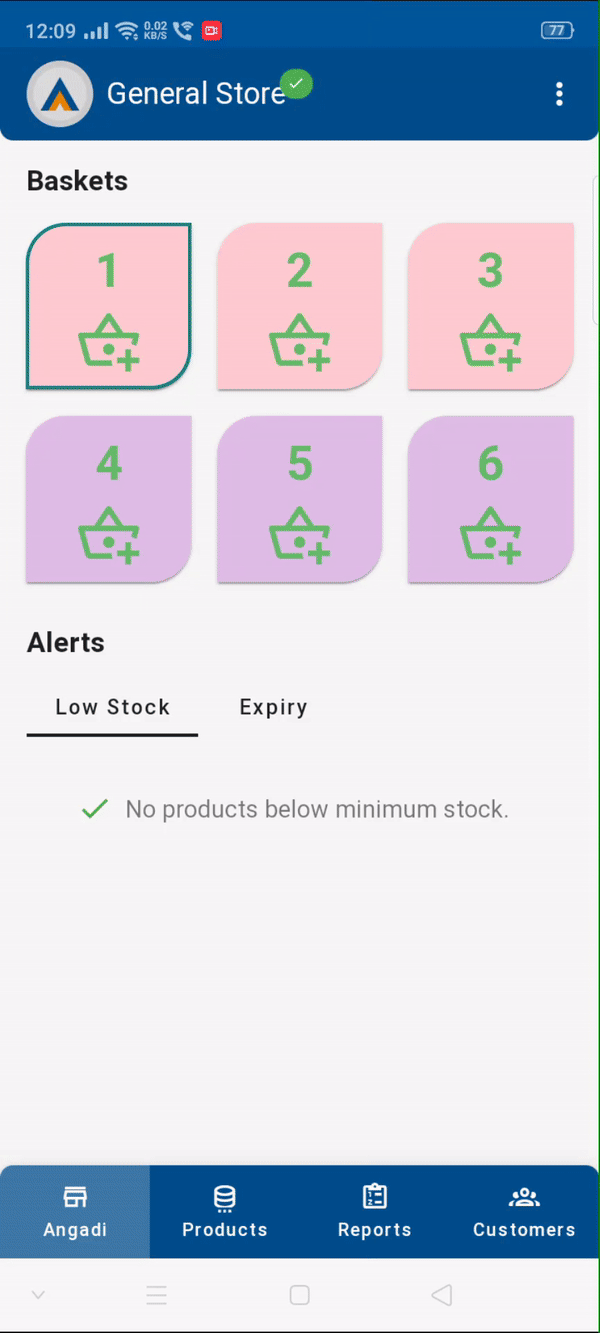 12:09 0.02 KB/S 77
General Store
Baskets
1 2 3
4 5 6
Alerts
Low Stock Expiry
No products below minimum stock.
Angadi Products Reports Customers